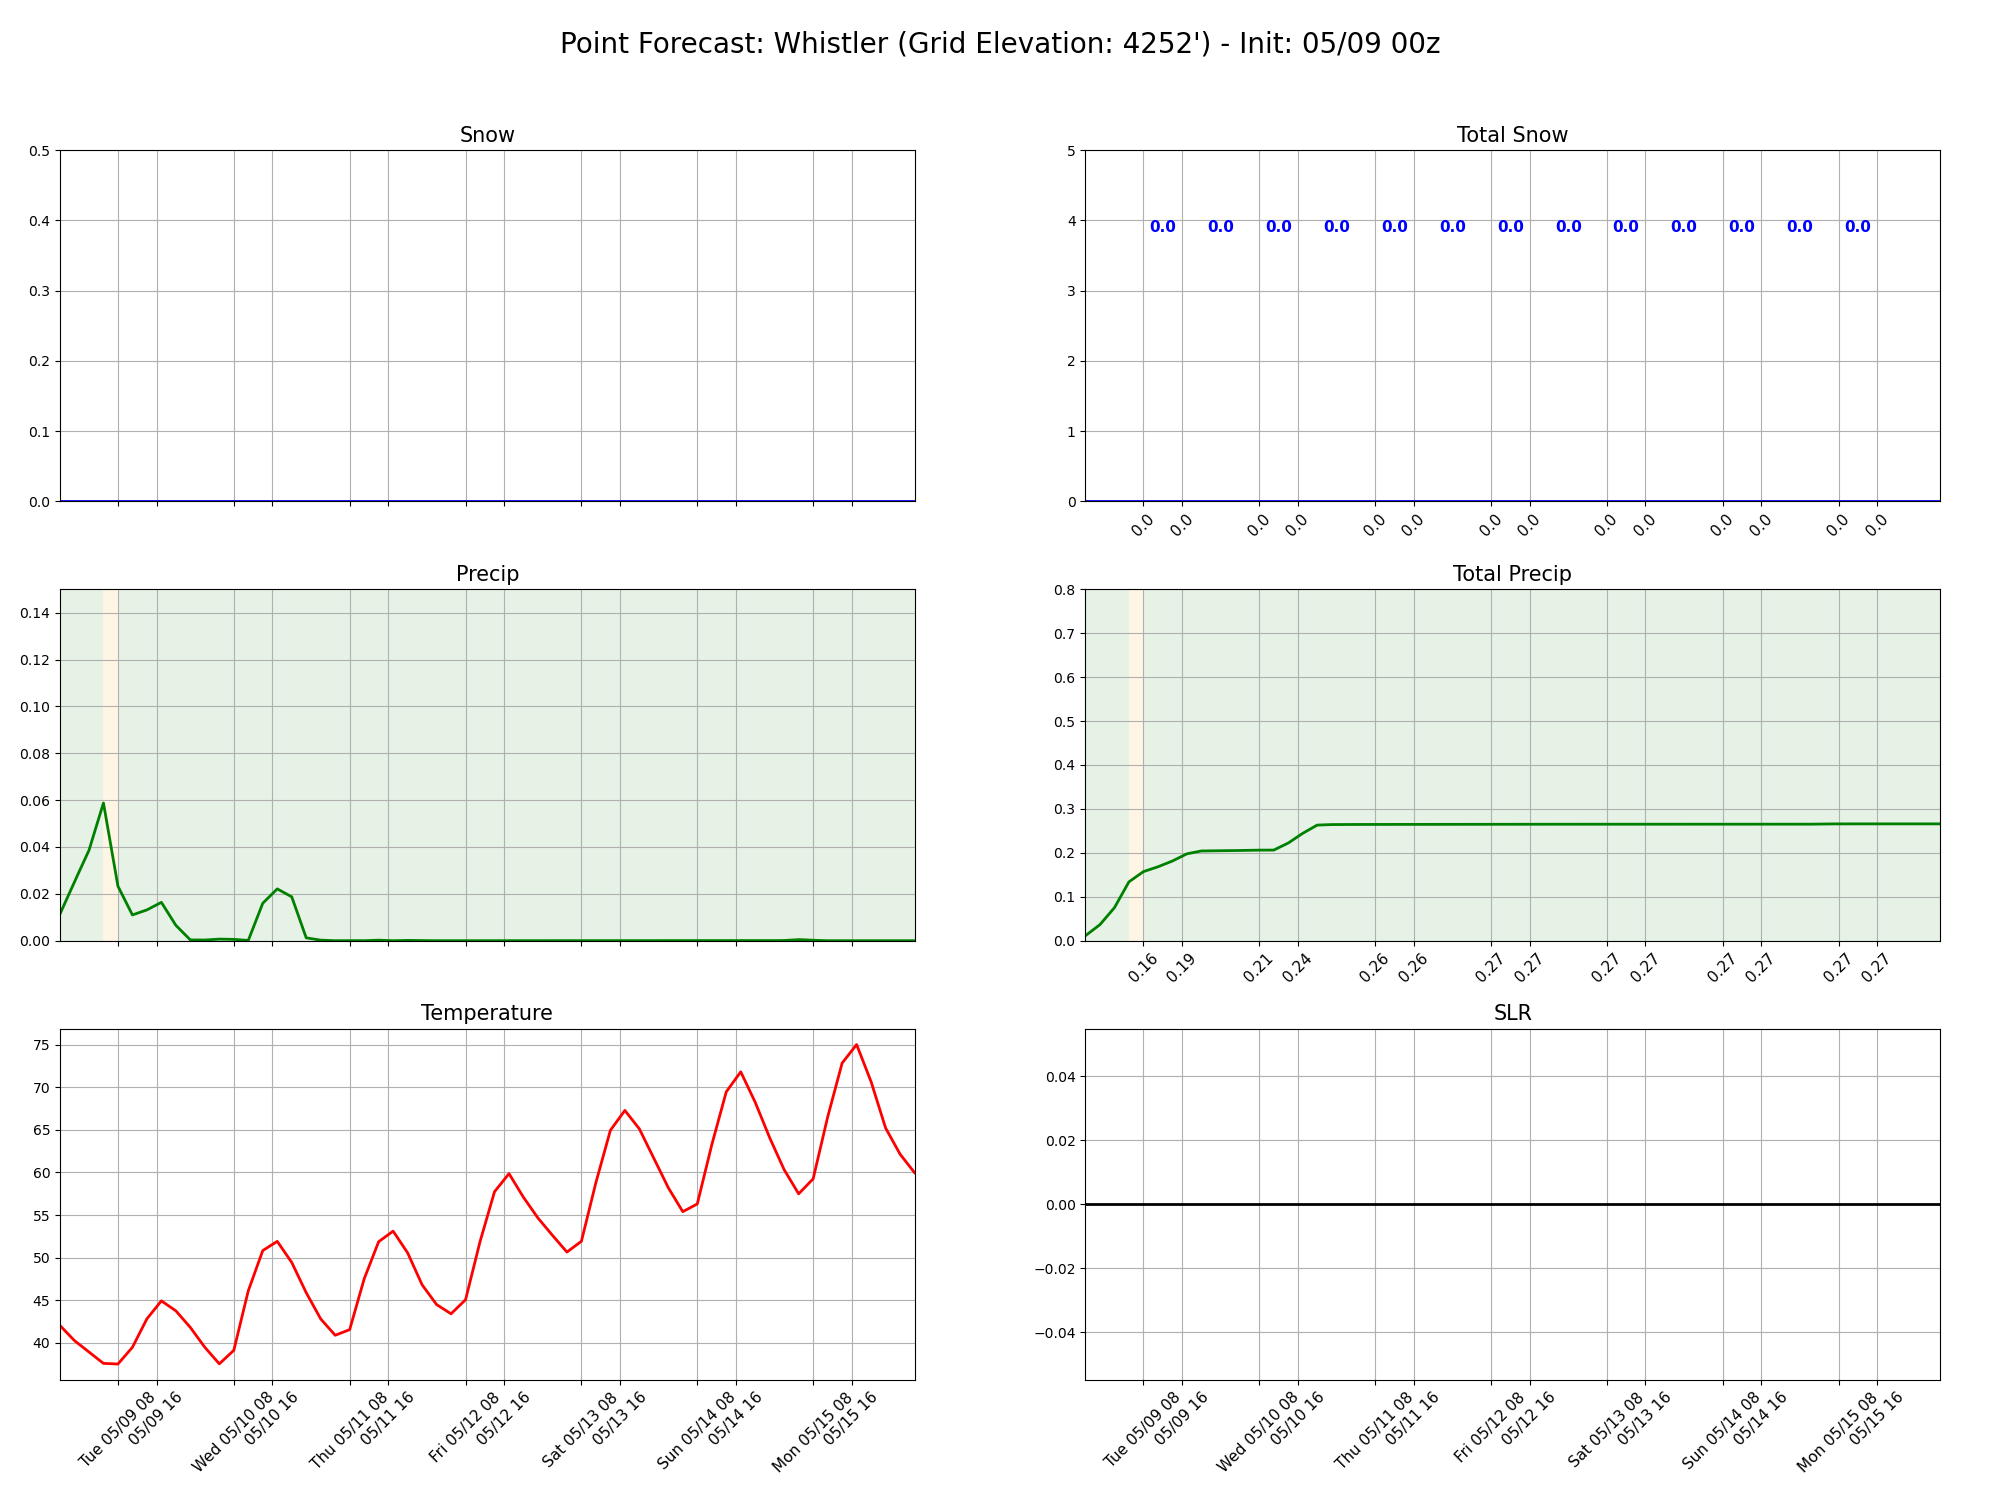 Point Forecast: Whistler (Grid Elevation: 4252') - Init: 05/09 00z
Snow
0.5
0.4
0.3
0.2
0.1
0.0
Total Snow
5
4
3
2
1
0
0.0 0.0 0.0 0.0 0.0 0.0 0.0 0.0 0.0 0.0 0.0 0.0 0.0
0.0 0.0 0.0 0.0 0.0 0.0 0.0 0.0 0.0 0.0 0.0 0.0 0.0 0.0
Precip
0.14
0.12
0.10
0.08
0.06
0.04
0.02
0.00
Total Precip
0.8
0.7
0.6
0.5
0.4
0.3
0.2
0.1
0.0
0.16 0.19 0.21 0.24 0.26 0.26 0.27 0.27 0.27 0.27 0.27 0.27 0.27 0.27
Temperature
75
70
65
60
55
50
45
40
Tue 05/09 08
05/09 16
Wed 05/10 08
05/10 16
Thu 05/11 08
05/11 16
Fri 05/12 08
05/12 16
Sat 05/13 08
05/13 16
Sun 05/14 08
05/14 16
Mon 05/15 08
05/15 16
SLR
0.04
0.02
0.00
−0.02
−0.04
Tue 05/09 08
05/09 16
Wed 05/10 08
05/10 16
Thu 05/11 08
05/11 16
Fri 05/12 08
05/12 16
Sat 05/13 08
05/13 16
Sun 05/14 08
05/14 16
Mon 05/15 08
05/15 16